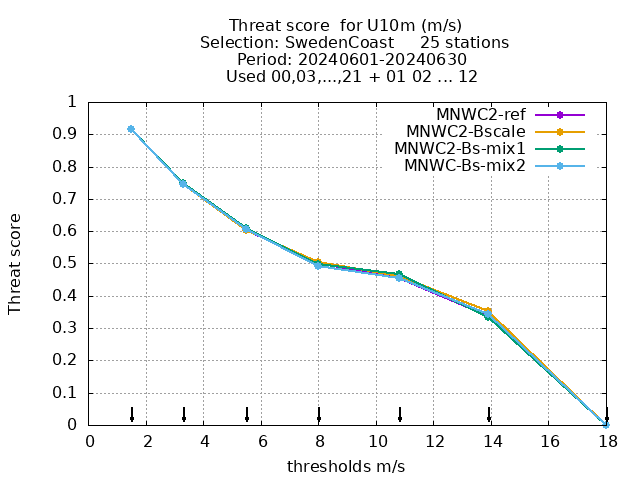 Threat score  for U10m (m/s)
Selection: SwedenCoast     25 stations
Period: 20240601-20240630
Used 00,03,...,21 + 01 02 ... 12
MNWC2-ref
MNWC2-Bscale
MNWC2-Bs-mix1
MNWC-Bs-mix2
Threat score
1
0.9
0.8
0.7
0.6
0.5
0.4
0.3
0.2
0.1
0
0 2 4 6 8 10 12 14 16 18
thresholds m/s